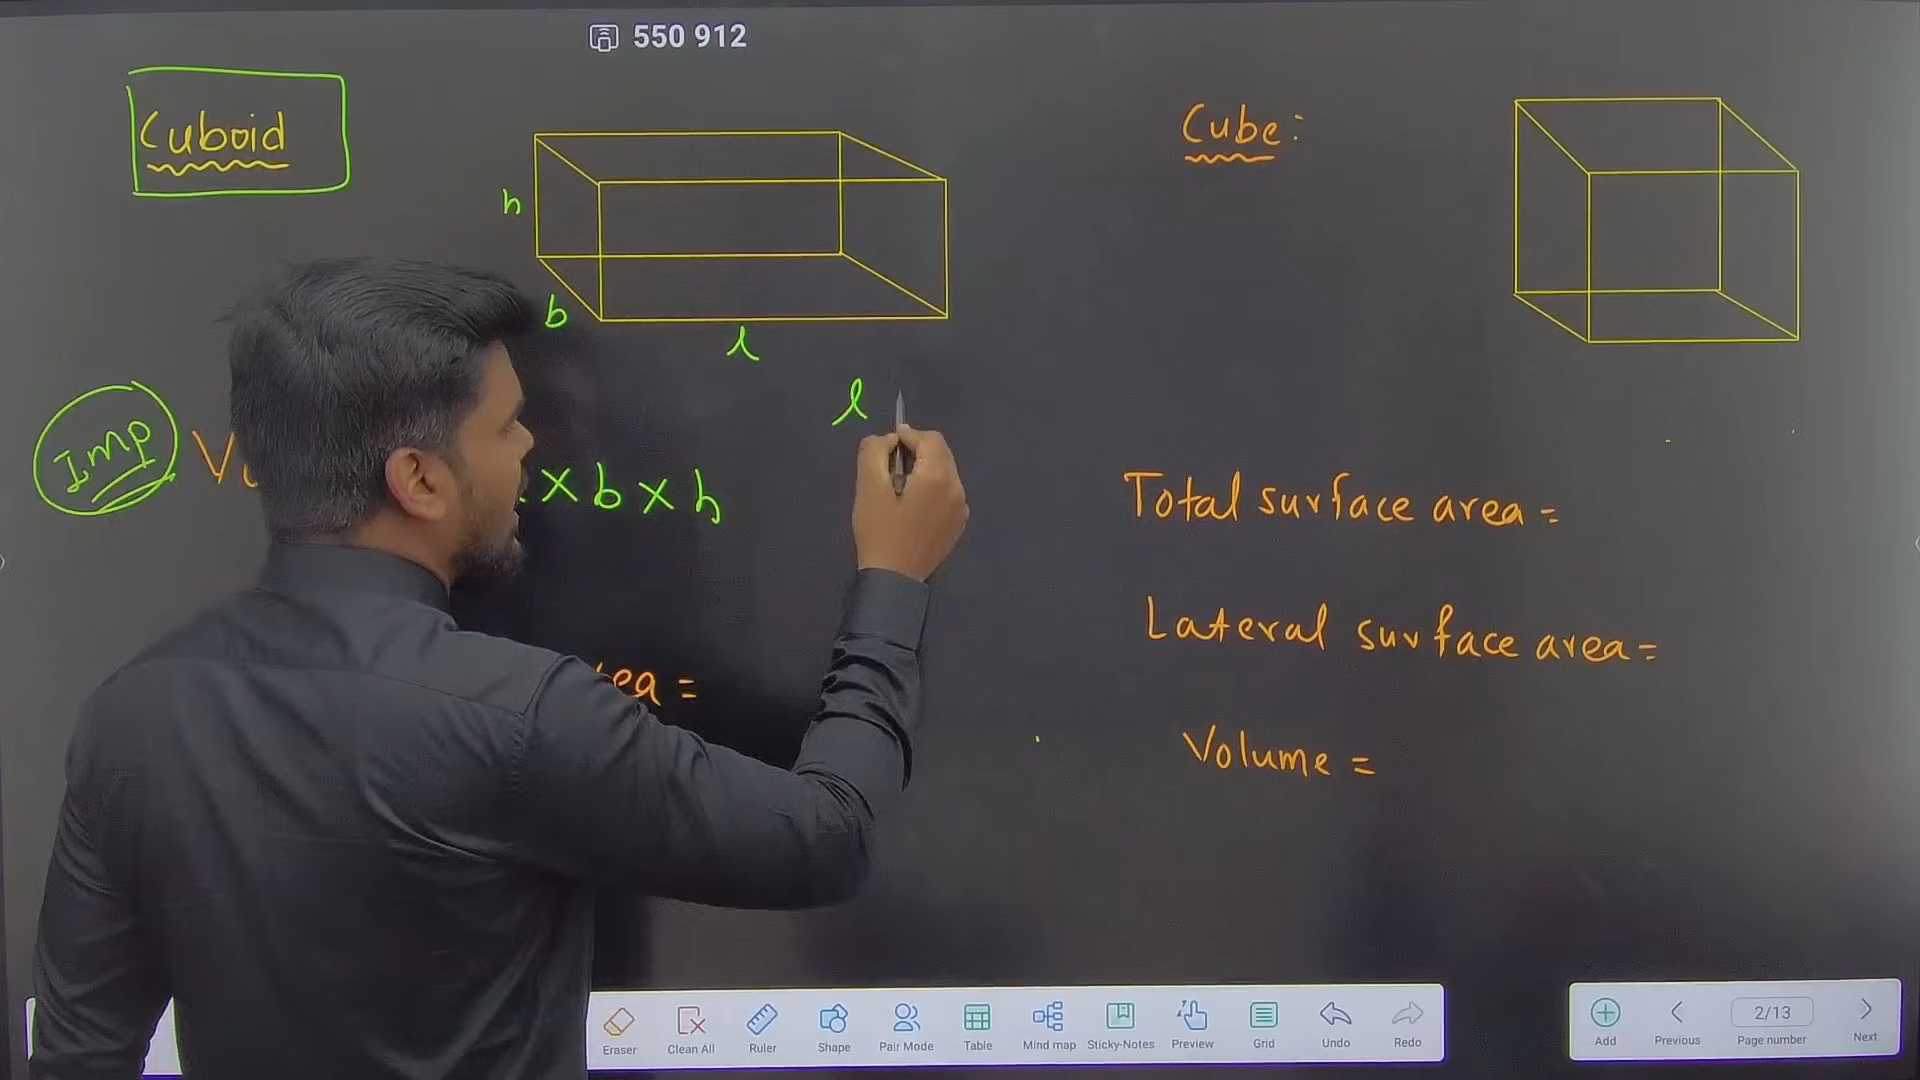 550 912
Cuboid
h
b
l
l
Imp
× b × h
=
Cube:
Total surface area =
Lateral surface area =
Volume =
Eraser
Clean All
Ruler
Shape
Pair Mode
Table
Mind map
Sticky-Notes
Preview
Grid
Undo
Redo
Add
Previous
2/13
Page number
Next